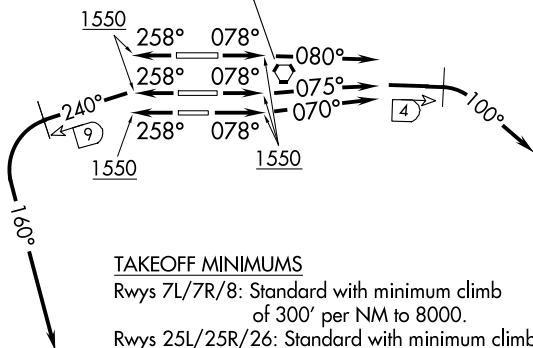 1550
258° 078° 080°
258° 078° 075°
240° 070°
258° 078°
9 4
100°
1550 1550
160°
TAKEOFF MINIMUMS
Rwys 7L/7R/8: Standard with minimum climb
of 300' per NM to 8000.
Rwys 25L/25R/26: Standard with minimum climb